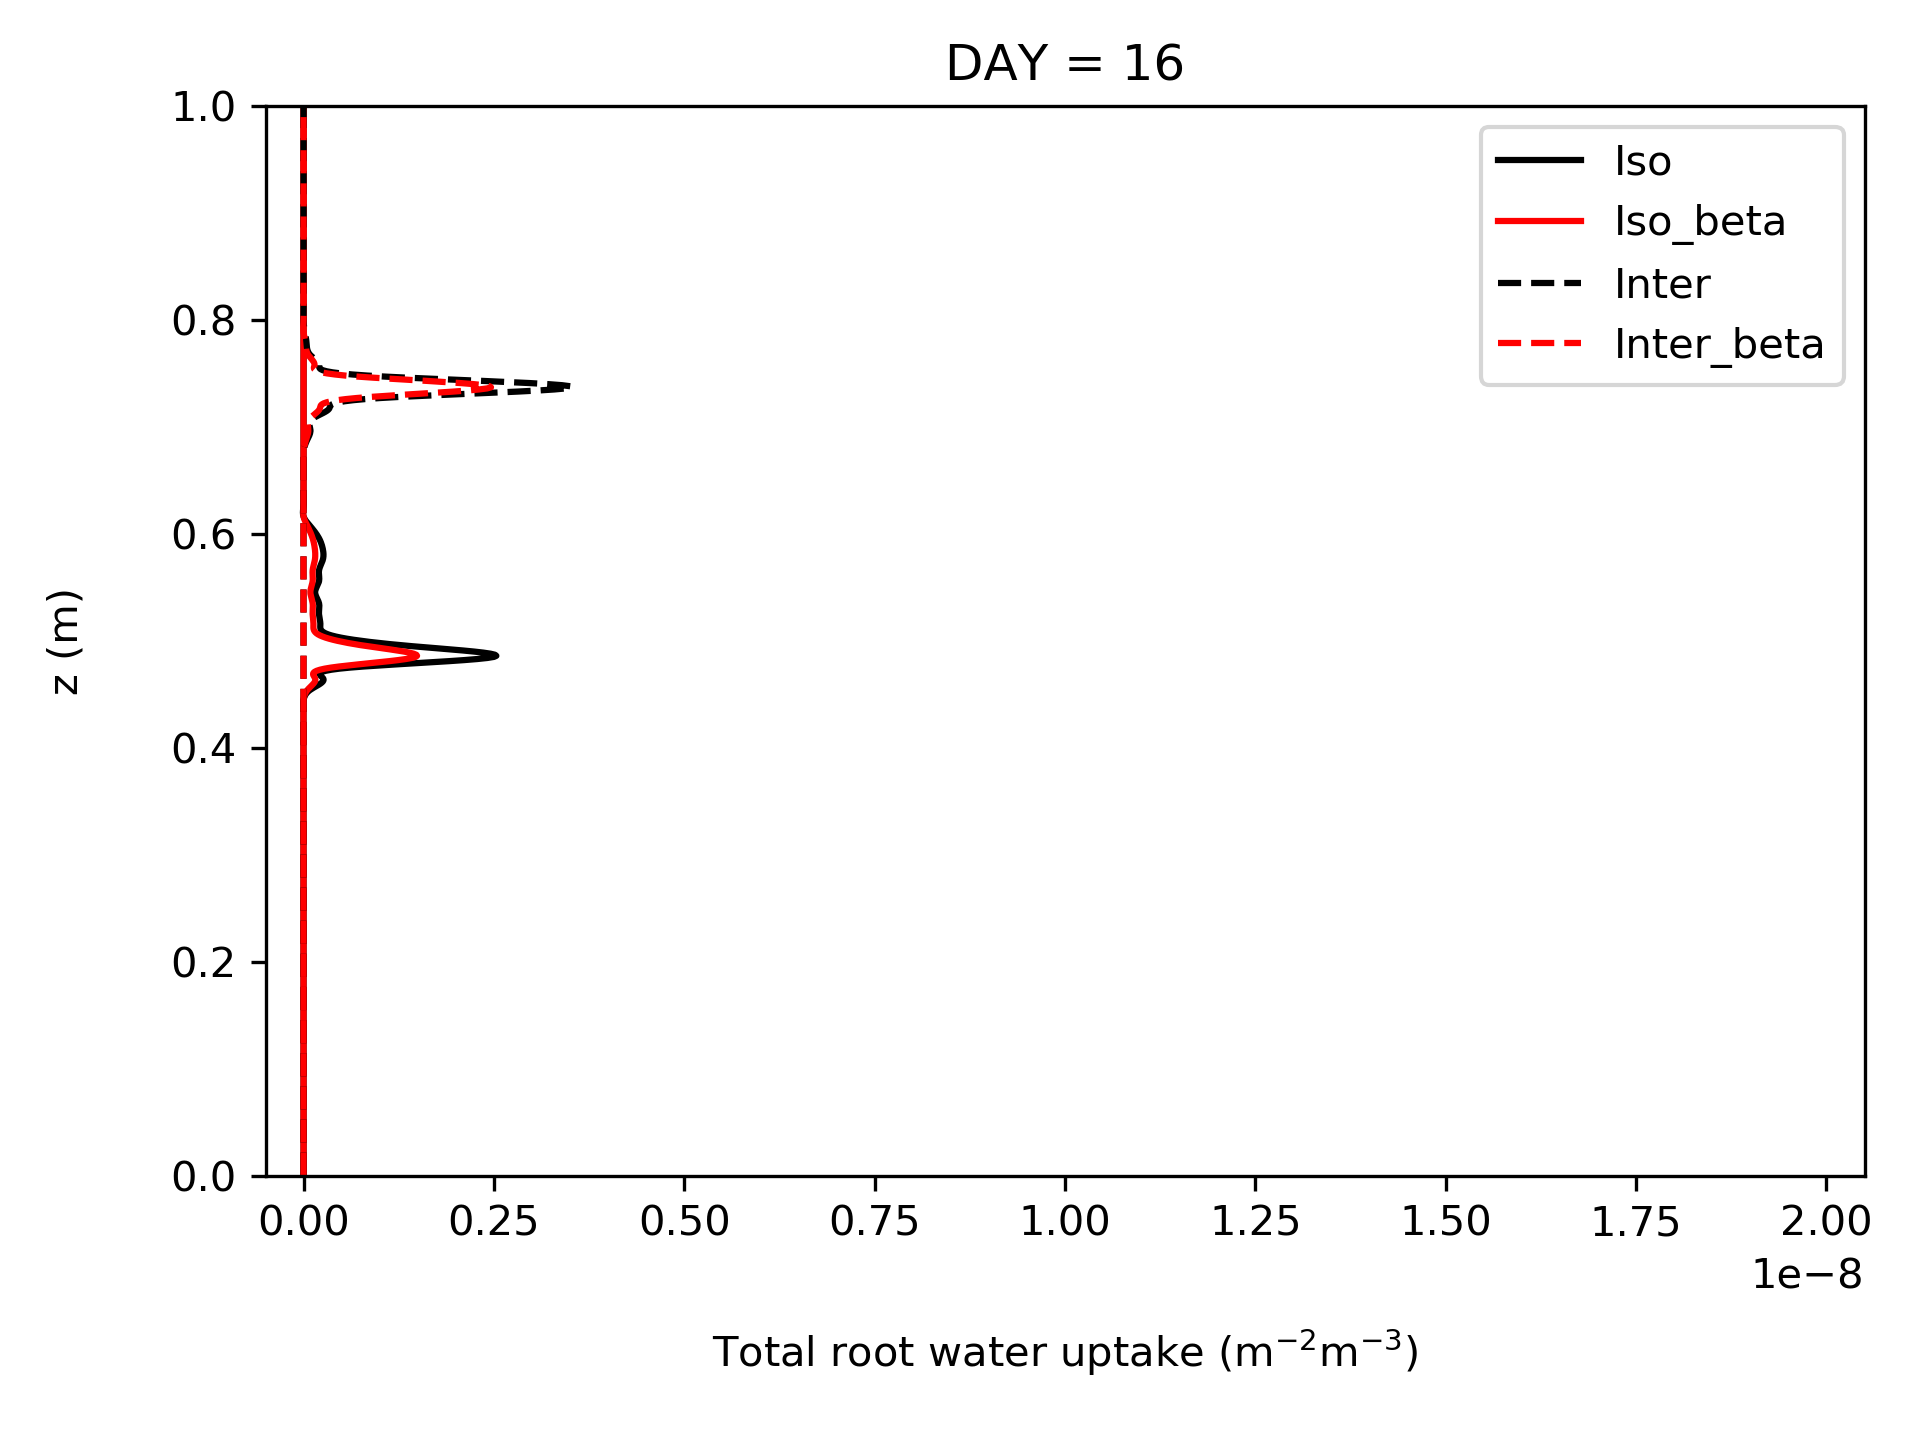 DAY = 16
1.0
0.8
0.6
0.4
0.2
0.0
z (m)
Iso
Iso_beta
Inter
Inter_beta
0.00 0.25 0.50 0.75 1.00 1.25 1.50 1.75 2.00
1e−8
Total root water uptake (m⁻²m⁻³)